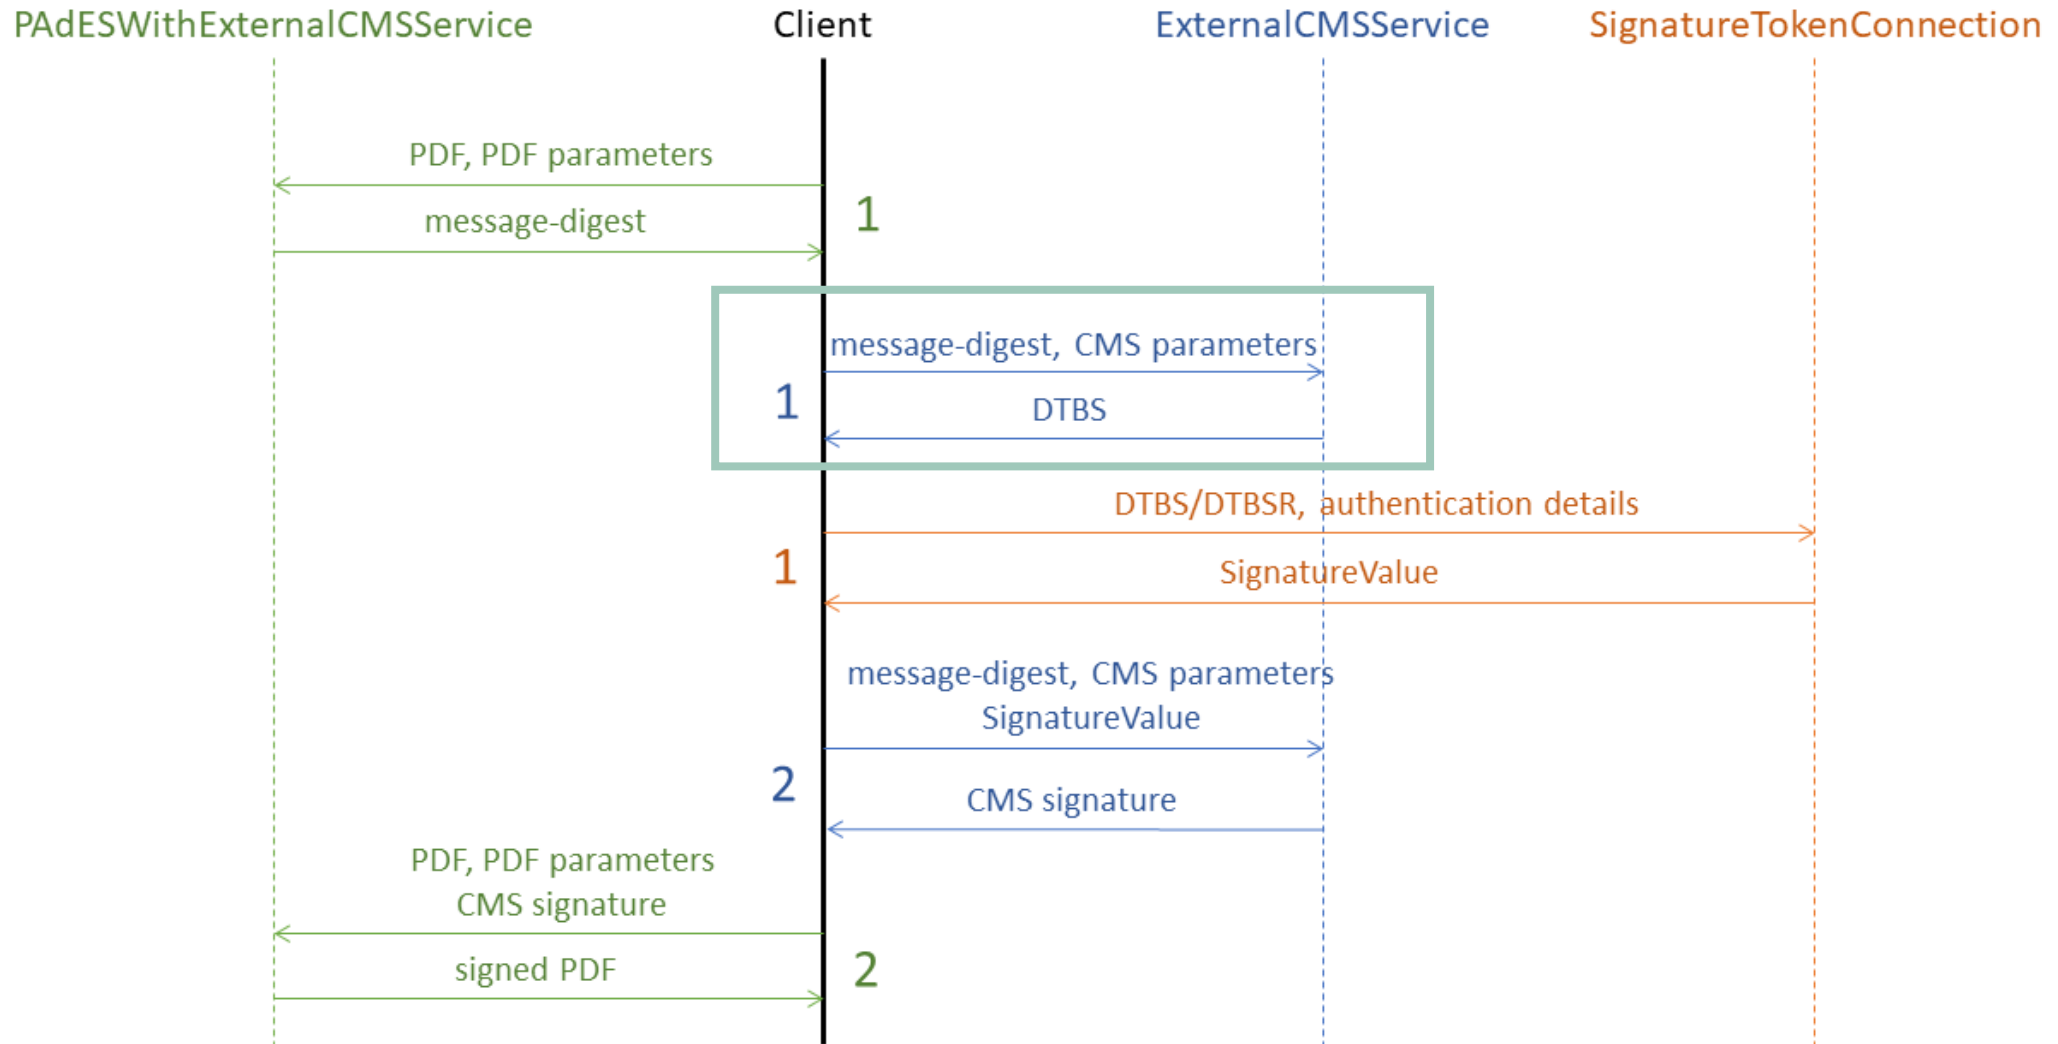 PAdESWithExternalCMSService
Client
ExternalCMSService
SignatureTokenConnection
PDF, PDF parameters
1
message-digest
message-digest, CMS parameters
1
DTBS
DTBS/DTBSR, authentication details
1
SignatureValue
message-digest, CMS parameters
SignatureValue
2
CMS signature
PDF, PDF parameters
CMS signature
2
signed PDF